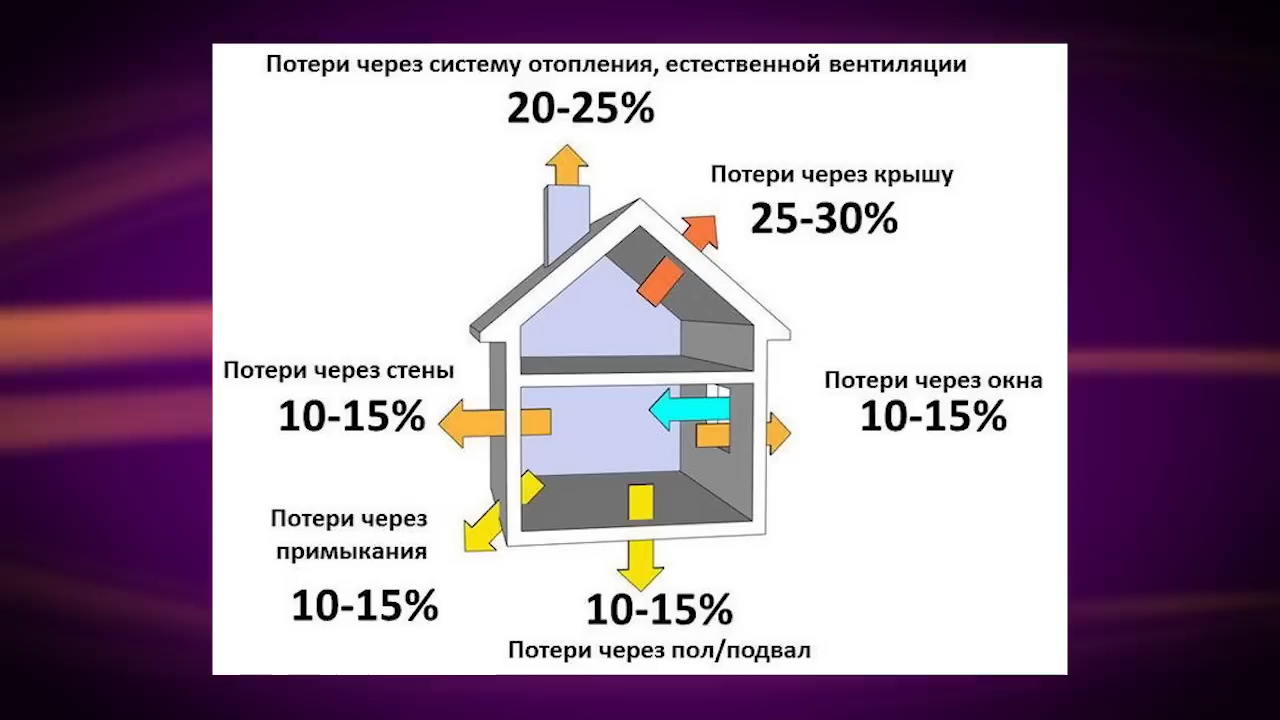 Потери через систему отопления, естественной вентиляции
20-25%
Потери через крышу
25-30%
Потери через стены
10-15%
Потери через окна
10-15%
Потери через
примыкания
10-15%
10-15%
Потери через пол/подвал